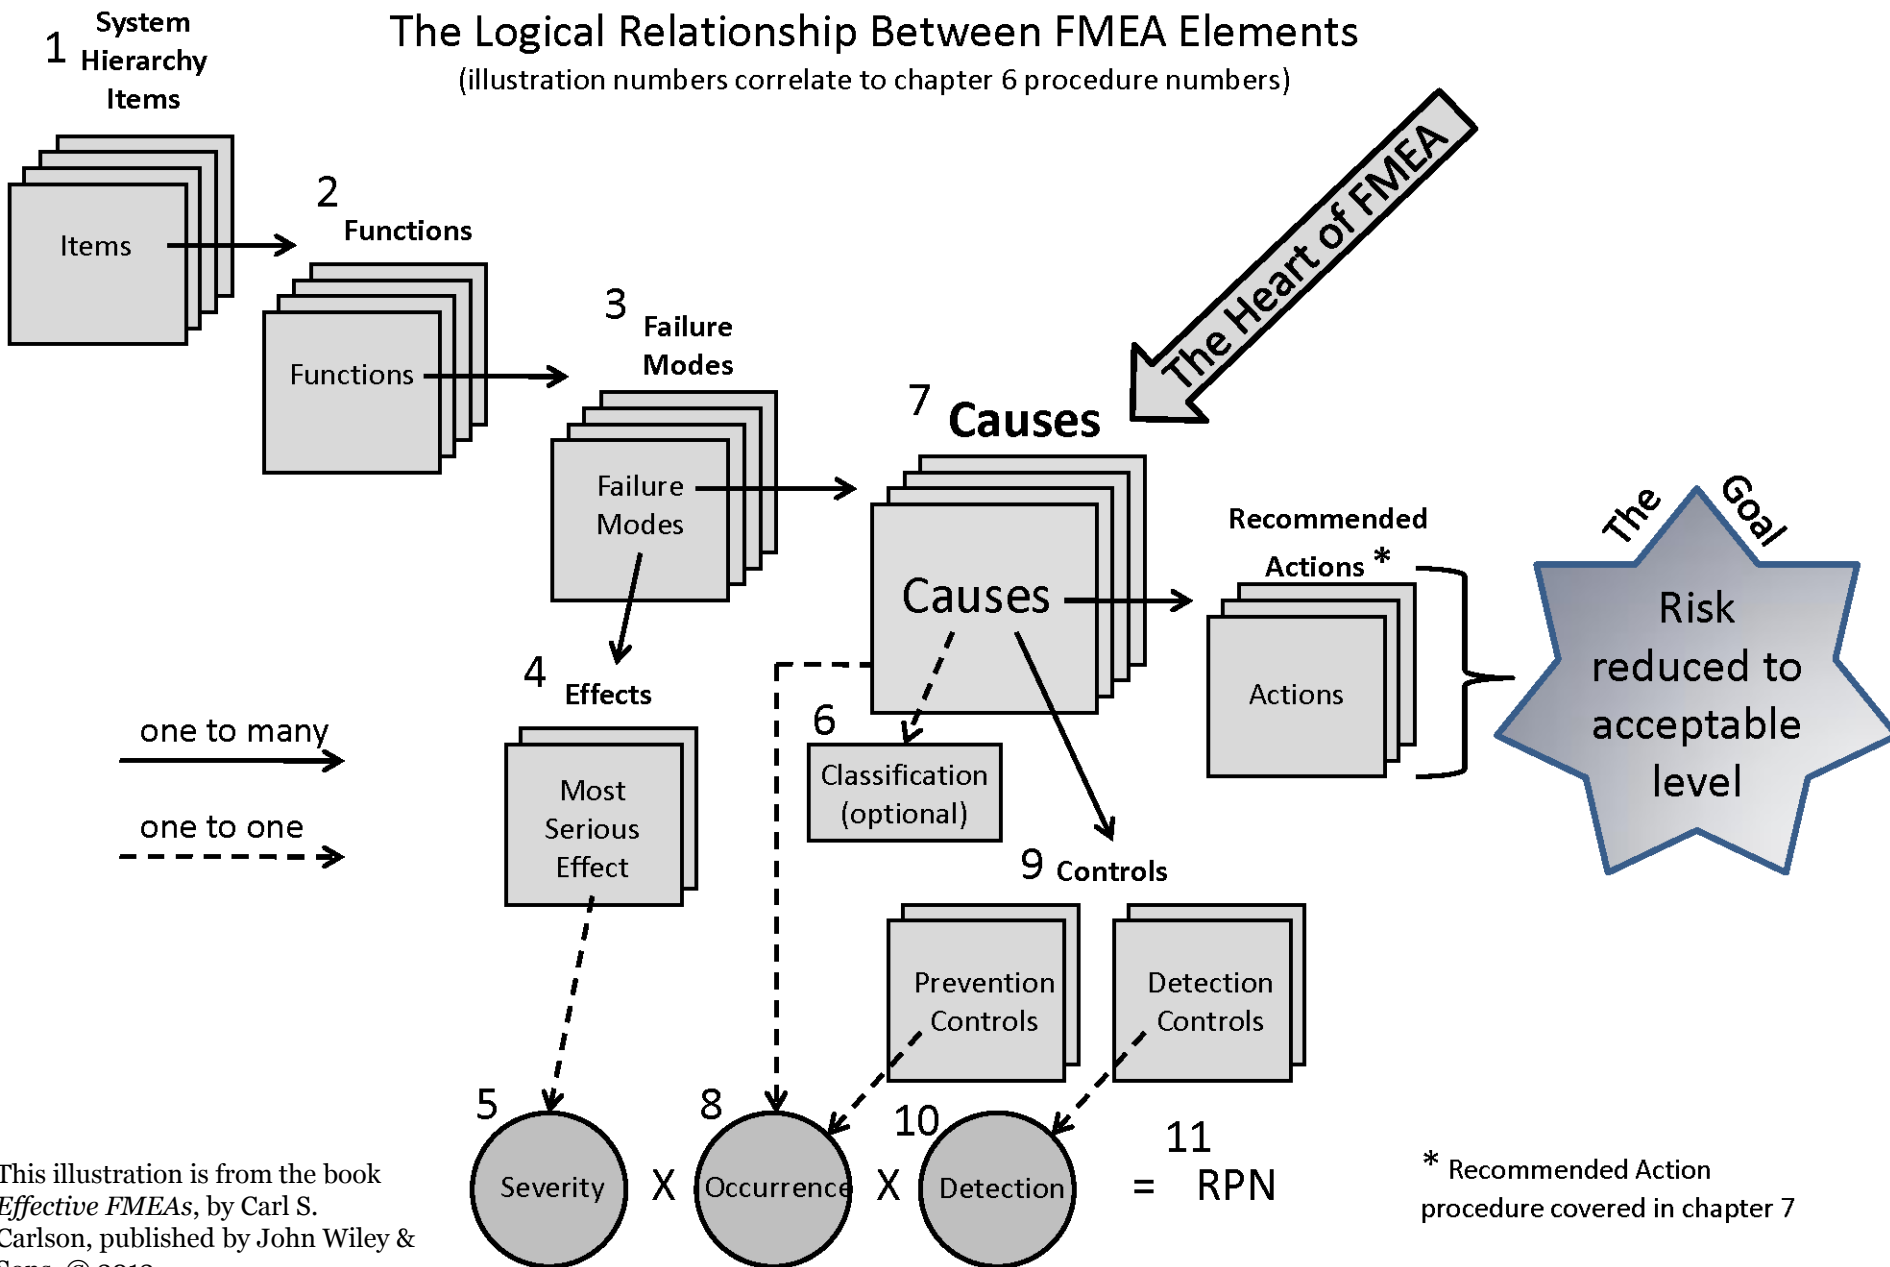 The Logical Relationship Between FMEA Elements
(illustration numbers correlate to chapter 6 procedure numbers)
1
System
Hierarchy
Items
Items
2
Functions
Functions
3
Failure
Modes
Failure
Modes
The Heart of FMEA
7
Causes
Causes
Recommended
Actions *
Actions
The Goal
Risk
reduced to
acceptable
level
4
Effects
Most
Serious
Effect
one to many
one to one
6
Classification
(optional)
9 Controls
Prevention
Controls
Detection
Controls
5
Severity
X
8
Occurrence
X
10
Detection
=
11
RPN
This illustration is from the book
Effective FMEAs, by Carl S.
Carlson, published by John Wiley &
* Recommended Action
procedure covered in chapter 7